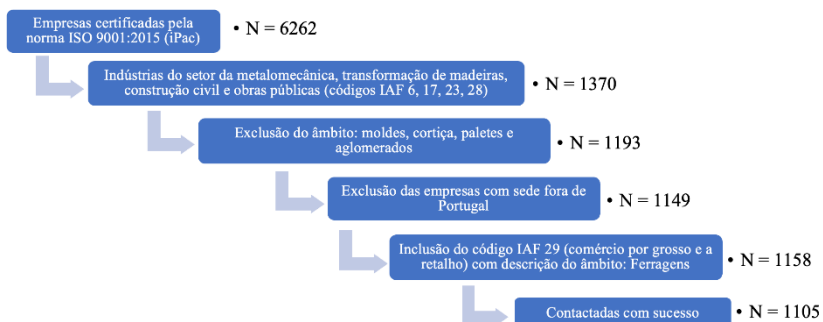 Empresas certificadas pela
norma ISO 9001:2015 (iPac)
• N = 6262
Indústrias do setor da metalomecânica, transformação de madeiras,
construção civil e obras públicas (códigos IAF 6, 17, 23, 28)
• N = 1370
Exclusão do âmbito: moldes, cortiça, paletes e
aglomerados
• N = 1193
Exclusão das empresas com sede fora de
Portugal
• N = 1149
Inclusão do código IAF 29 (comércio por grosso e a
retalho) com descrição do âmbito: Ferragens
• N = 1158
Contactadas com sucesso
• N = 1105